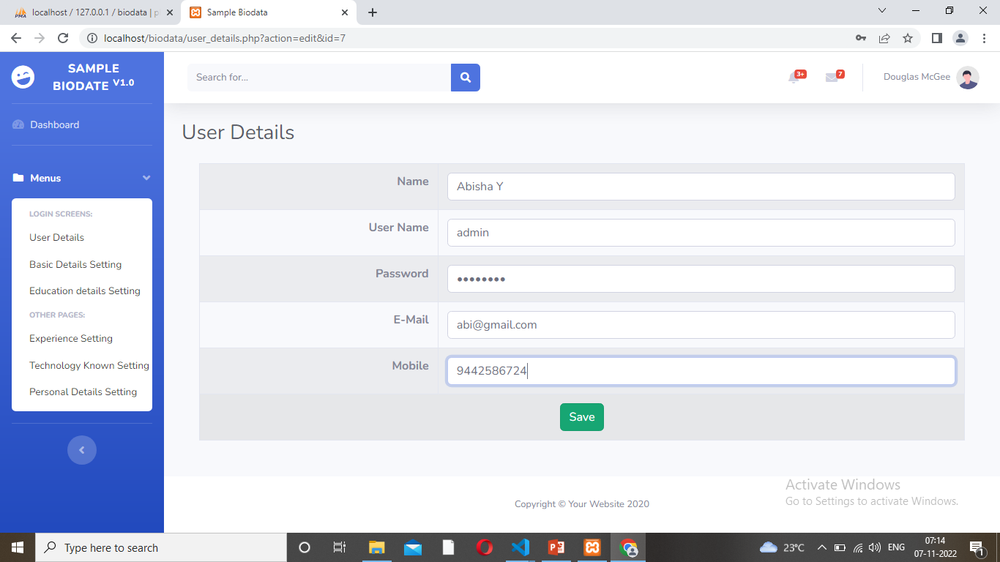 localhost / 127.0.0.1 / biodata | p
Sample Biodata
localhost/biodata/user_details.php?action=edit&id=7
SAMPLE
BIODATE V1.0
Search for...
3+
7
Douglas McGee
Dashboard
User Details
Menus
LOGIN SCREENS:
User Details
Basic Details Setting
Education details Setting
OTHER PAGES:
Experience Setting
Technology Known Setting
Personal Details Setting
Name
Abisha Y
User Name
admin
Password
••••••••
E-Mail
abi@gmail.com
Mobile
9442586724
Save
Activate Windows
Go to Settings to activate Windows.
Copyright © Your Website 2020
Type here to search
23°C
ENG
07:14
07-11-2022
1